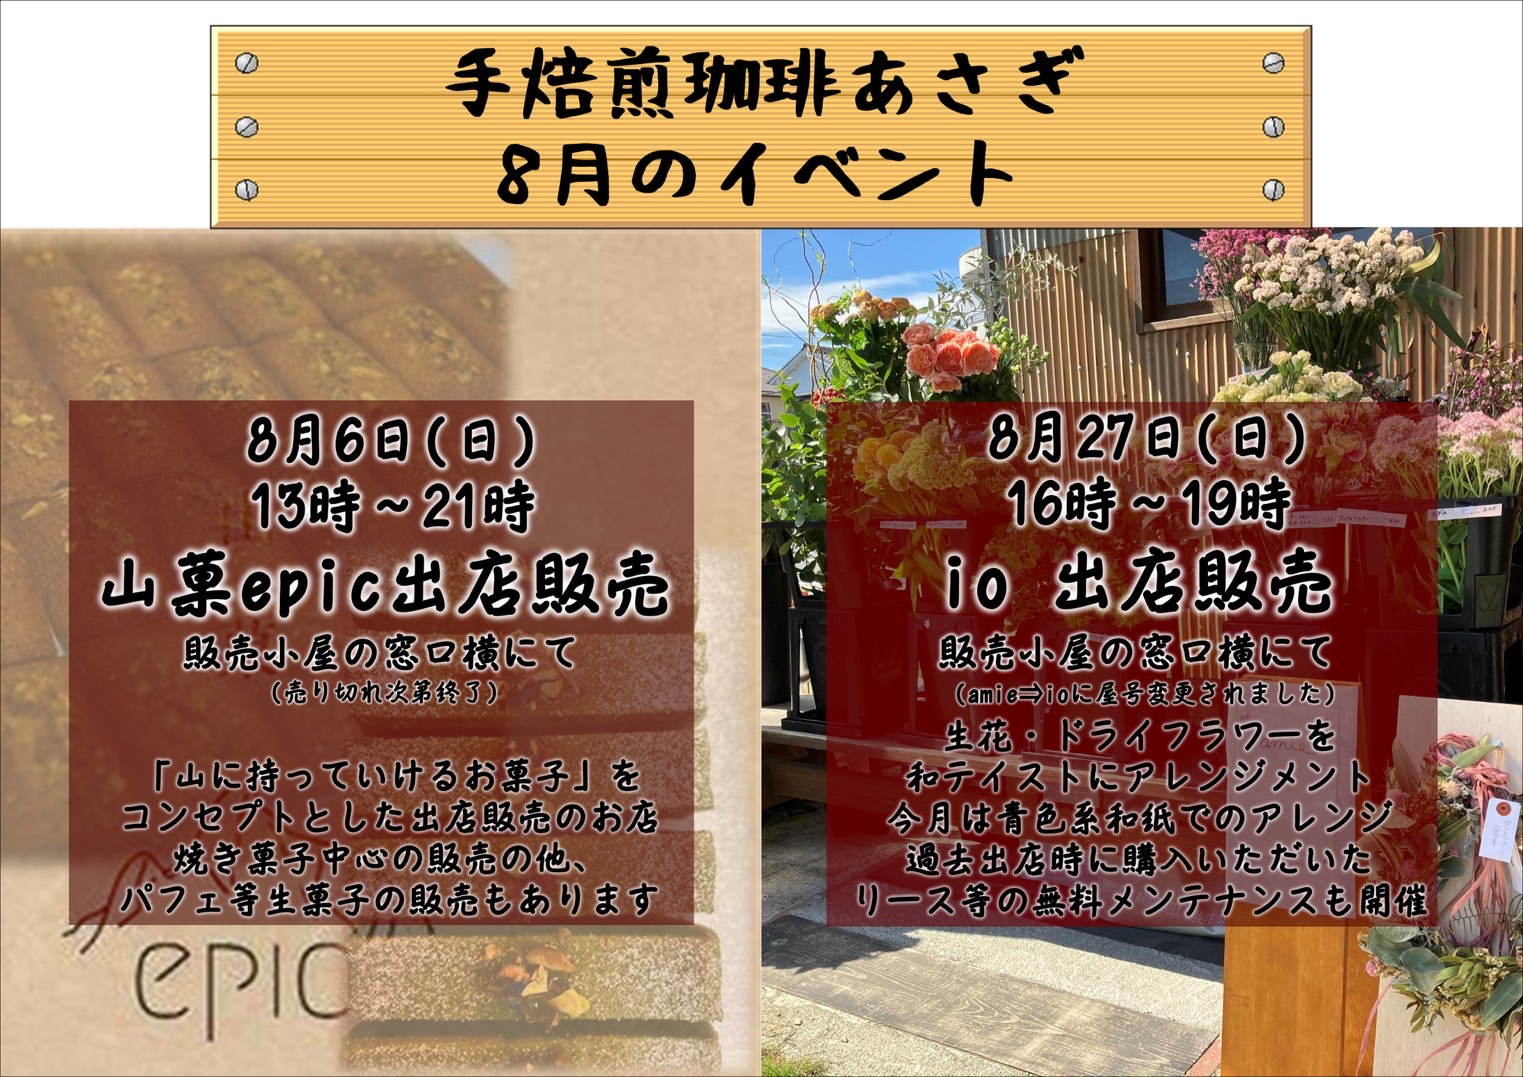 手焙煎珈琲あさぎ
8月のイベント
8月6日(日)
13時～21時
山菓epic出店販売
販売小屋の窓口横にて
(売り切れ次第終了)
「山に持っていけるお菓子」を
コンセプトとした出店販売のお店
焼き菓子中心の販売の他、
パフェ等生菓子の販売もあります
epic
8月27日(日)
16時～19時
io 出店販売
販売小屋の窓口横にて
(amie⇒ioに屋号変更されました)
生花・ドライフラワーを
和テイストにアレンジメント
今月は青色系和紙でのアレンジ
過去出店時に購入いただいた
リース等の無料メンテナンスも開催
amie